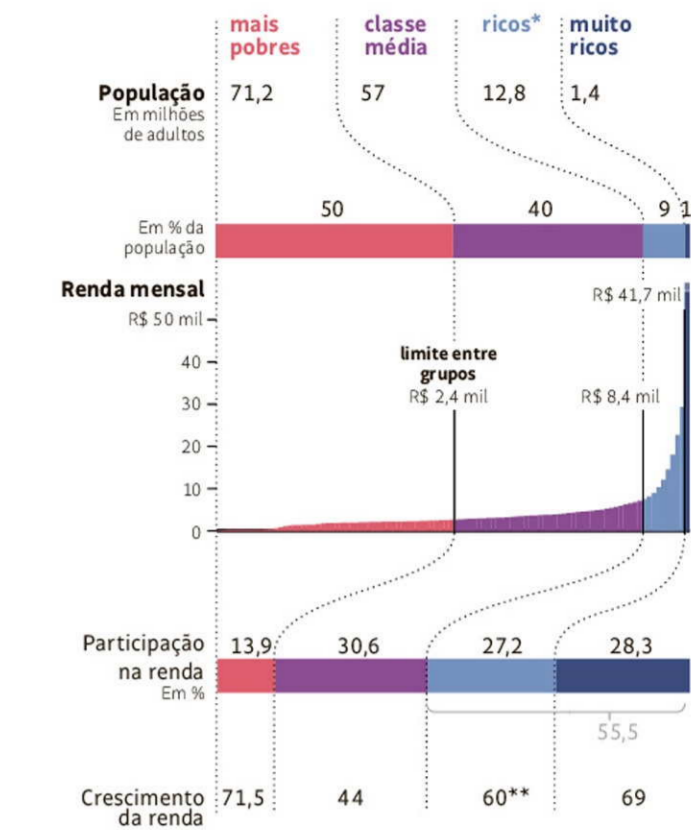 mais
pobres
classe
média
ricos*
muito
ricos
População
Em milhões
de adultos
71,2
57
12,8
1,4
Em % da
população
50
40
9
1
Renda mensal
R$ 50 mil
40
30
20
10
0
limite entre
grupos
R$ 2,4 mil
R$ 8,4 mil
R$ 41,7 mil
Participação
na renda
Em %
13,9
30,6
27,2
28,3
55,5
Crescimento
da renda
71,5
44
60**
69